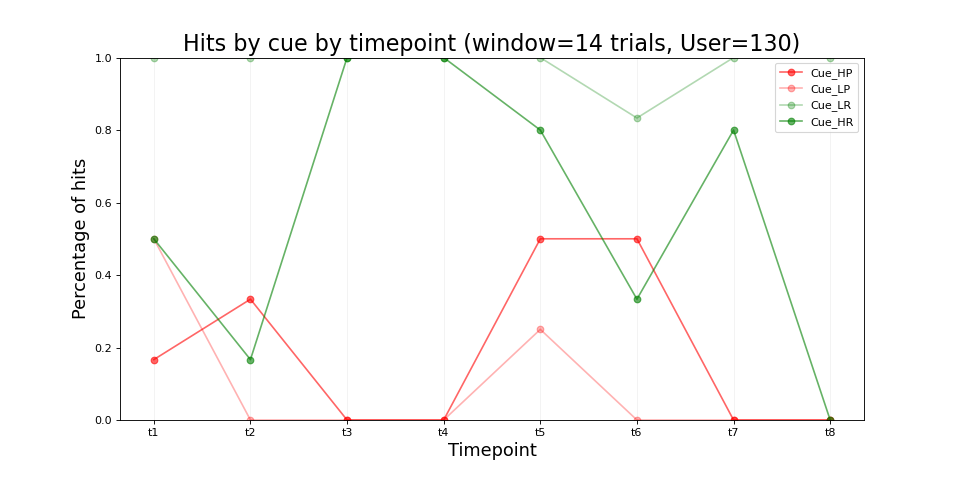 Hits by cue by timepoint (window=14 trials, User=130)
Percentage of hits
1.0
0.8
0.6
0.4
0.2
0.0
Cue_HP
Cue_LP
Cue_LR
Cue_HR
t1 t2 t3 t4 t5 t6 t7 t8
Timepoint